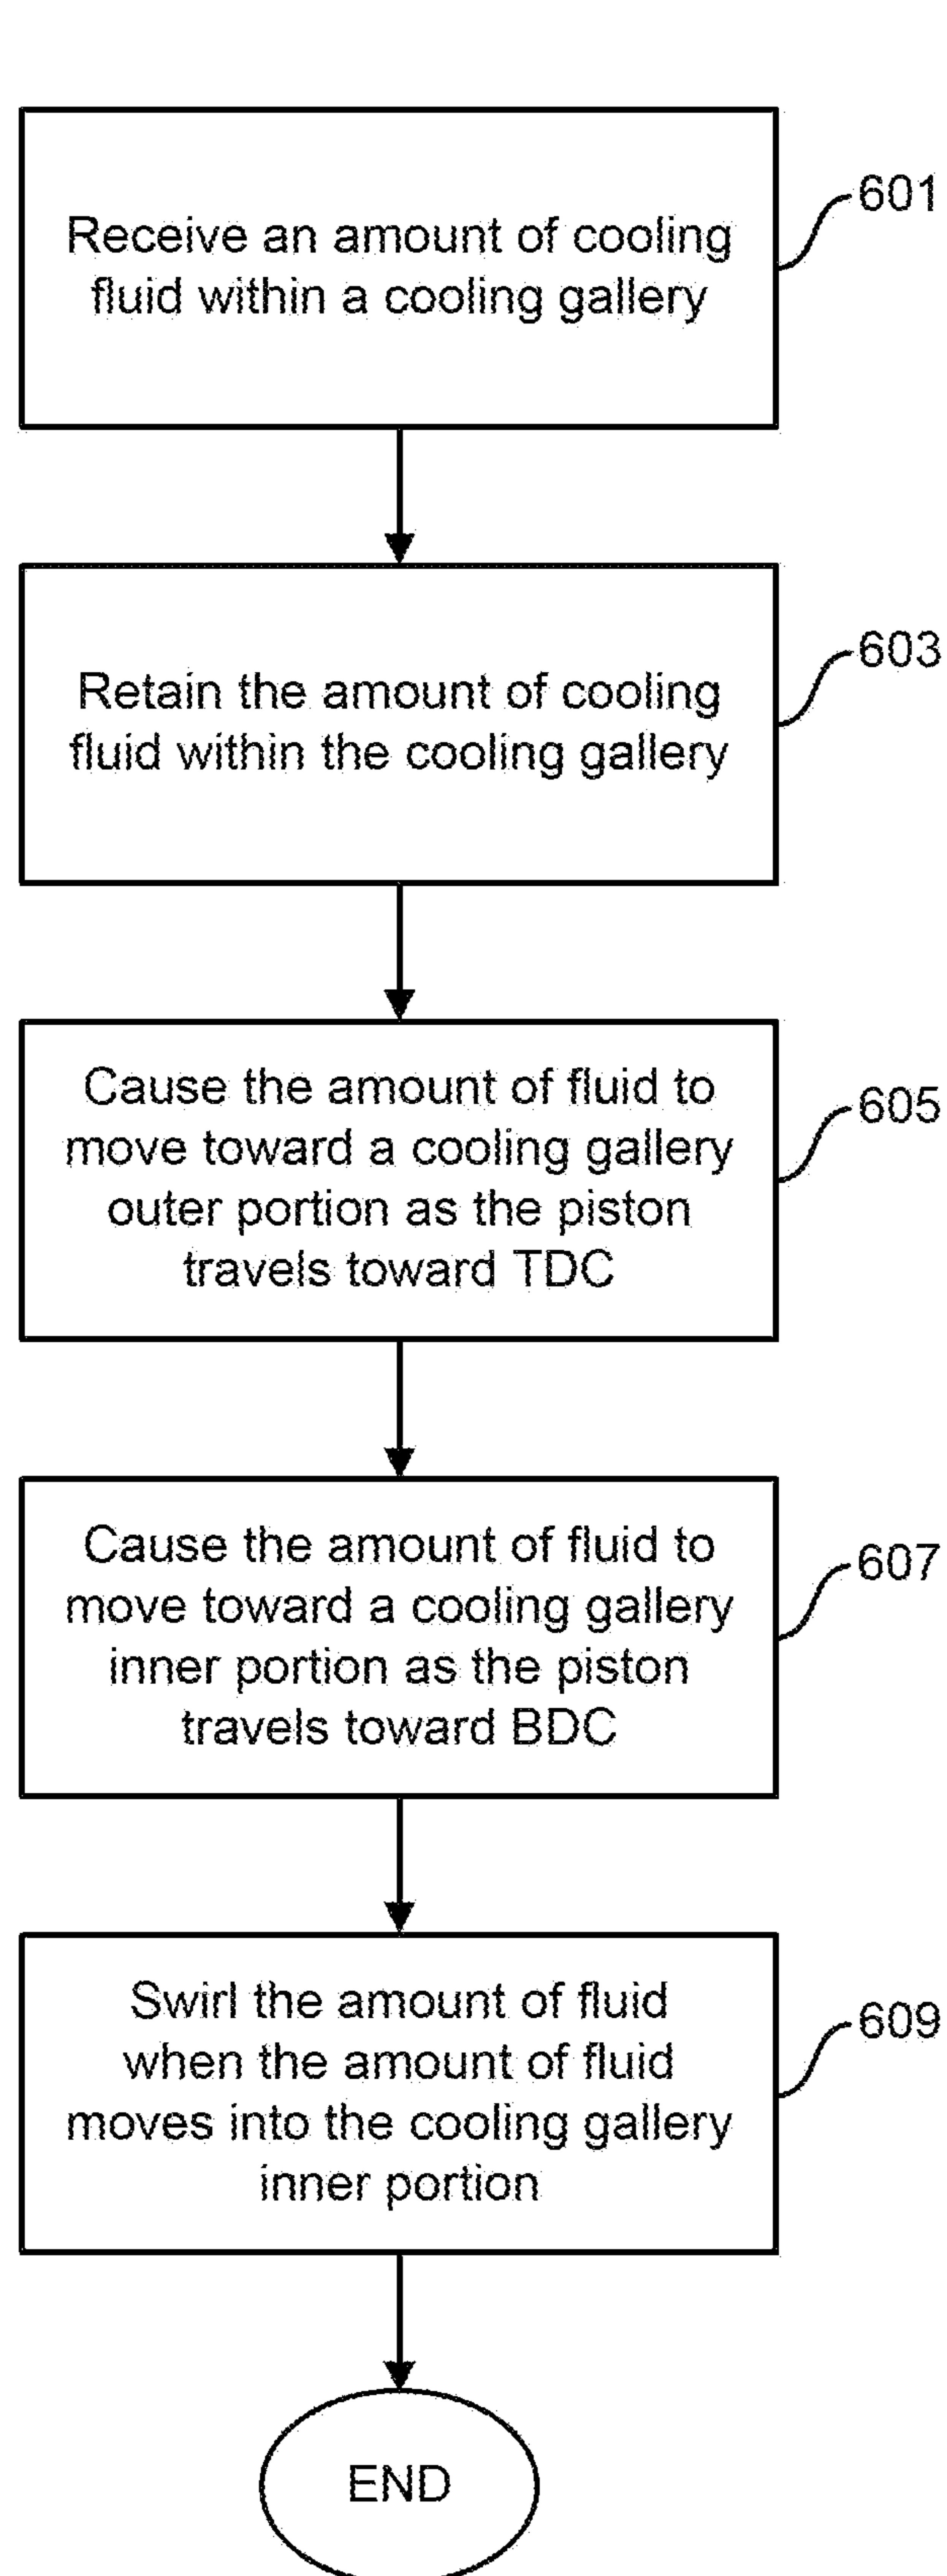 Receive an amount of cooling
fluid within a cooling gallery
601
Retain the amount of cooling
fluid within the cooling gallery
603
Cause the amount of fluid to
move toward a cooling gallery
outer portion as the piston
travels toward TDC
605
Cause the amount of fluid to
move toward a cooling gallery
inner portion as the piston
travels toward BDC
607
Swirl the amount of fluid
when the amount of fluid
moves into the cooling gallery
inner portion
609
END